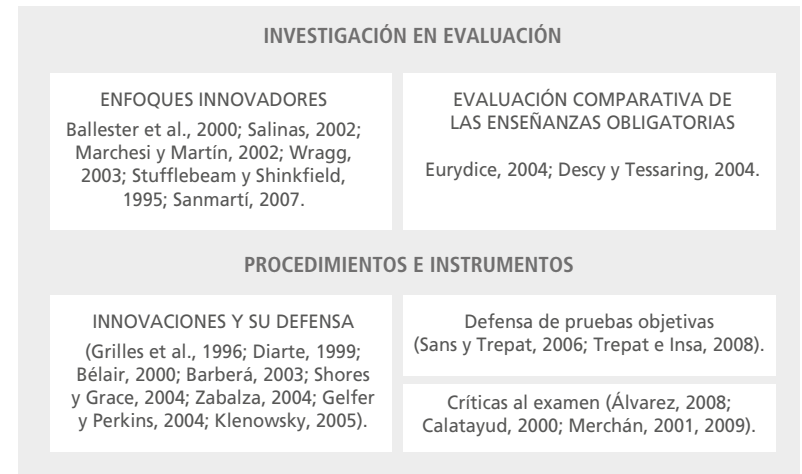 INVESTIGACIÓN EN EVALUACIÓN
ENFOQUES INNOVADORES
Ballester et al., 2000; Salinas, 2002;
Marchesi y Martín, 2002; Wragg,
2003; Stufflebeam y Shinkfield,
1995; Sanmartí, 2007.
EVALUACIÓN COMPARATIVA DE
LAS ENSEÑANZAS OBLIGATORIAS
Eurydice, 2004; Descy y Tessaring, 2004.
PROCEDIMIENTOS E INSTRUMENTOS
INNOVACIONES Y SU DEFENSA
(Grilles et al., 1996; Diarte, 1999;
Bélair, 2000; Barberá, 2003; Shores
y Grace, 2004; Zabalza, 2004; Gelfer
y Perkins, 2004; Klenowsky, 2005).
Defensa de pruebas objetivas
(Sans y Trepat, 2006; Trepat e Insa, 2008).
Críticas al examen (Álvarez, 2008;
Calatayud, 2000; Merchán, 2001, 2009).